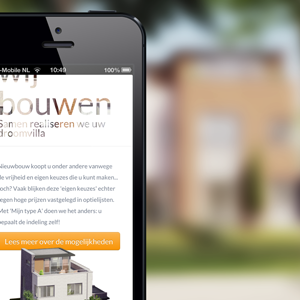 -Mobile NL 10:49 100%
wij
bouwen
Samen realiseren we uw
droomvilla
Nieuwbouw koopt u onder andere vanwege
de vrijheid en eigen keuzes die u kunt maken...
toch? Vaak blijken deze 'eigen keuzes' echter
tegen hoge prijzen vastgelegd in optielijsten.
Met 'Mijn type A' doen we het anders: u
bepaalt de indeling zelf!
Lees meer over de mogelijkheden